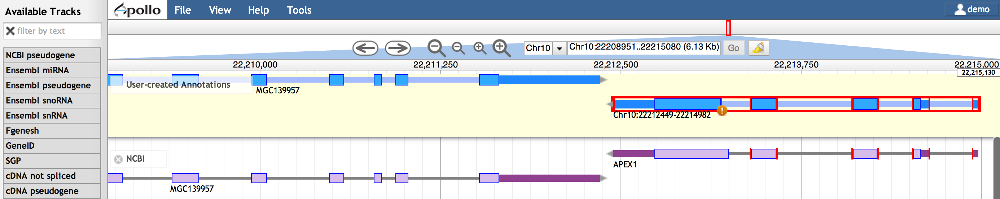 Available Tracks
filter by text
NCBI pseudogene
Ensembl miRNA
Ensembl pseudogene
Ensembl snoRNA
Ensembl snRNA
Fgenesh
GeneID
SGP
cDNA not spliced
cDNA pseudogene
Apollo File View Help Tools demo
Chr10 Chr10:22208951..22215080 (6.13 Kb) Go
22,210,000 22,211,250 22,212,500 22,213,750 22,215,000
22,215,130
User-created Annotations
MGC139957
Chr10:22212449-22214982
NCBI
APEX1
MGC139957